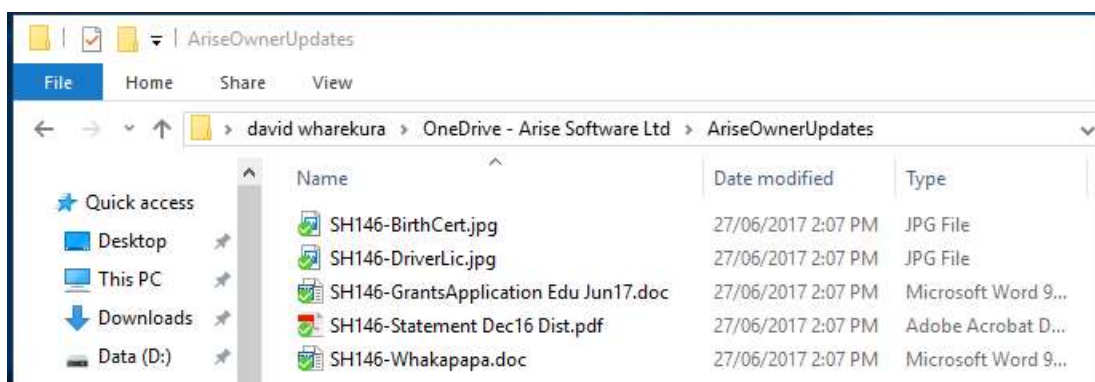 AriseOwnerUpdates
File Home Share View
david wharekura > OneDrive - Arise Software Ltd > AriseOwnerUpdates
Name Date modified Type
Quick access
Desktop
This PC
Downloads
Data (D:)
SH146-BirthCert.jpg 27/06/2017 2:07 PM JPG File
SH146-DriverLic.jpg 27/06/2017 2:07 PM JPG File
SH146-GrantsApplication Edu Jun17.doc 27/06/2017 2:07 PM Microsoft Word 9...
SH146-Statement Dec16 Dist.pdf 27/06/2017 2:07 PM Adobe Acrobat D...
SH146-Whakapapa.doc 27/06/2017 2:07 PM Microsoft Word 9...